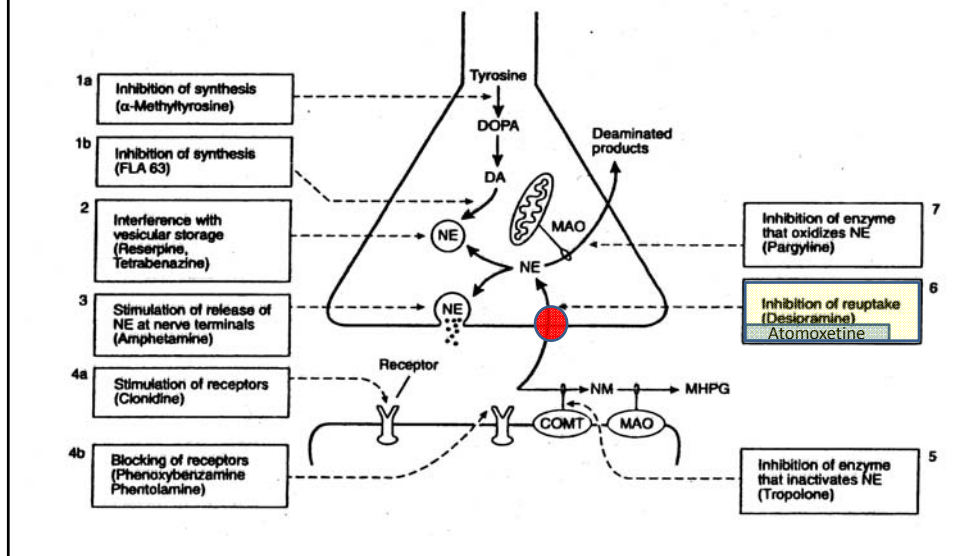 1a
Inhibition of synthesis
(α-Methyltyrosine)
1b
Inhibition of synthesis
(FLA 63)
2
Interference with
vesicular storage
(Reserpine,
Tetrabenazine)
3
Stimulation of release of
NE at nerve terminals
(Amphetamine)
4a
Stimulation of receptors
(Clonidine)
4b
Blocking of receptors
(Phenoxybenzamine
Phentolamine)
Tyrosine
DOPA
DA
NE
NE
NE
MAO
Deaminated
products
Receptor
NM
MHPG
COMT
MAO
7
Inhibition of enzyme
that oxidizes NE
(Pargyline)
6
Inhibition of reuptake
(Desipramine)
Atomoxetine
5
Inhibition of enzyme
that inactivates NE
(Tropolone)